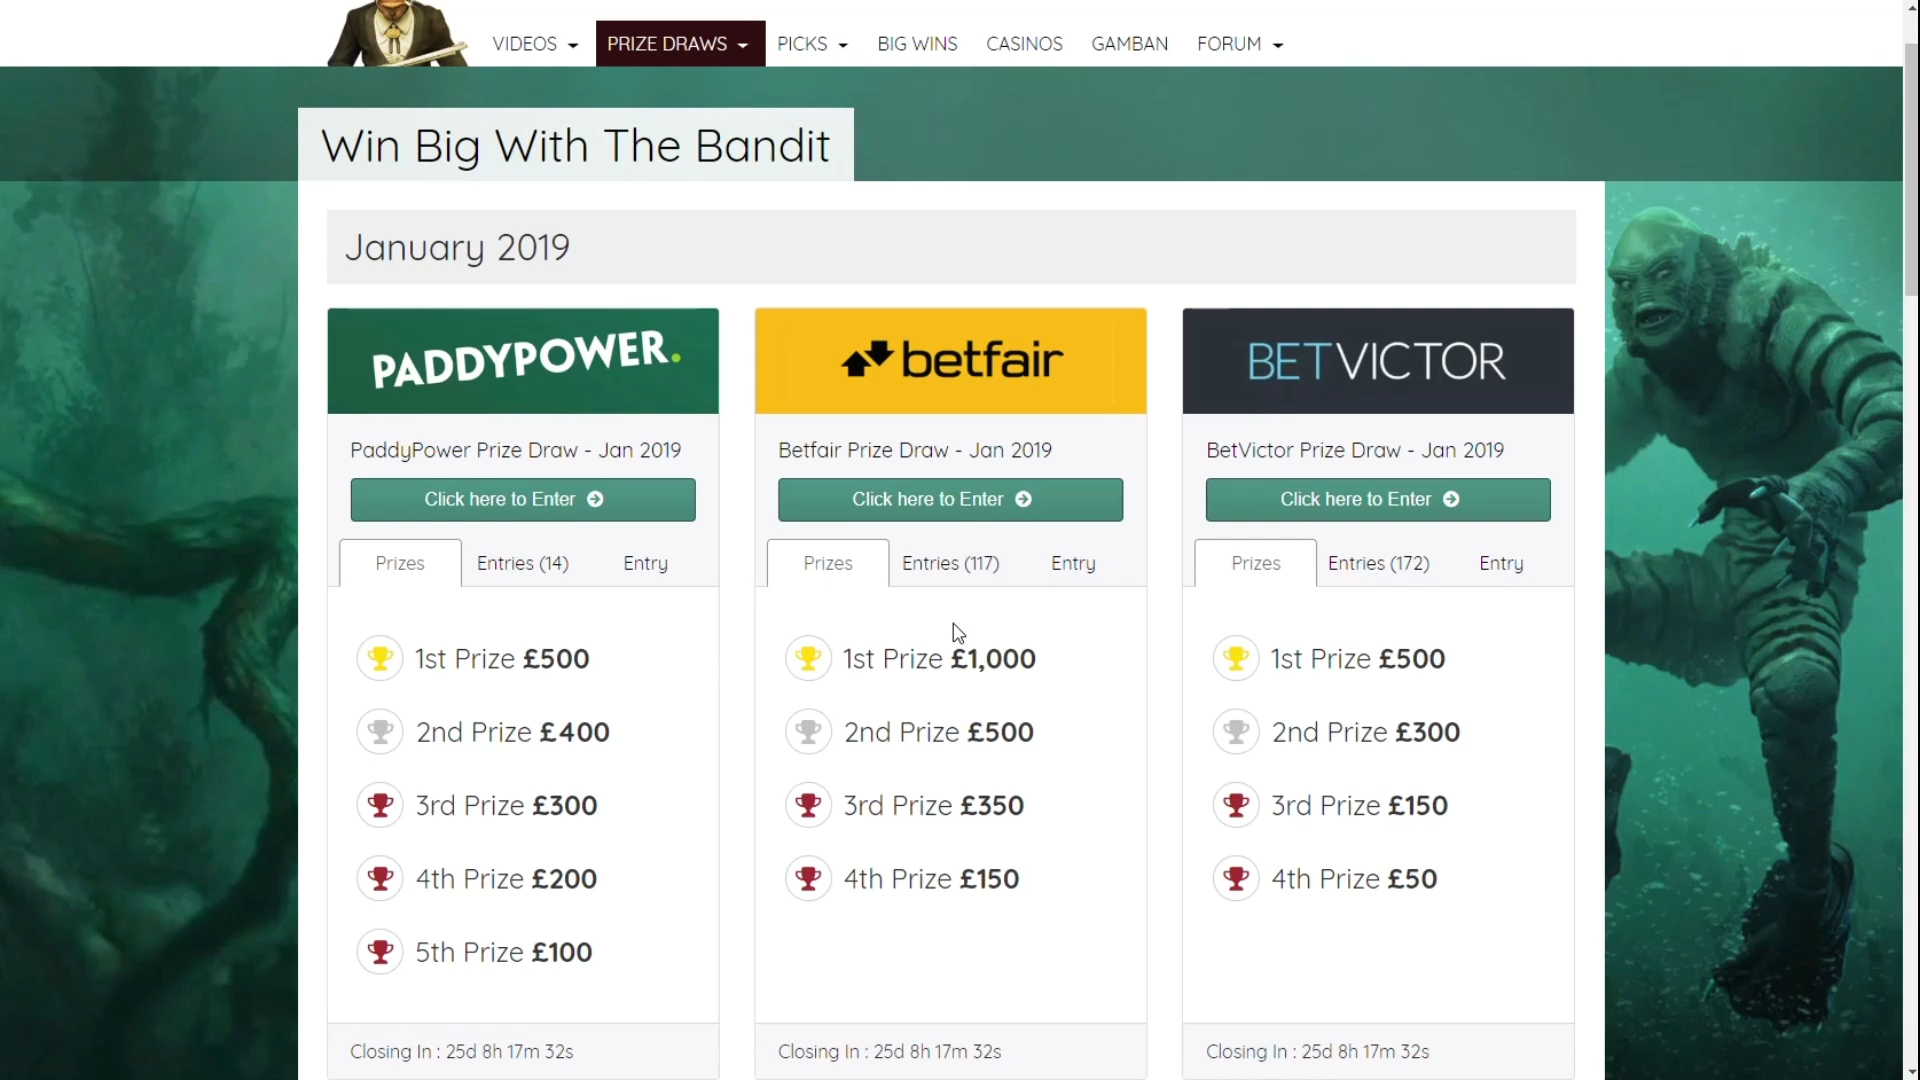 VIDEOS PRIZE DRAWS PICKS BIG WINS CASINOS GAMBAN FORUM
Win Big With The Bandit
January 2019
PADDYPOWER.
PaddyPower Prize Draw - Jan 2019
Click here to Enter
Prizes Entries (14) Entry
1st Prize £500
2nd Prize £400
3rd Prize £300
4th Prize £200
5th Prize £100
Closing In : 25d 8h 17m 32s
betfair
Betfair Prize Draw - Jan 2019
Click here to Enter
Prizes Entries (117) Entry
1st Prize £1,000
2nd Prize £500
3rd Prize £350
4th Prize £150
Closing In : 25d 8h 17m 32s
BETVICTOR
BetVictor Prize Draw - Jan 2019
Click here to Enter
Prizes Entries (172) Entry
1st Prize £500
2nd Prize £300
3rd Prize £150
4th Prize £50
Closing In : 25d 8h 17m 32s